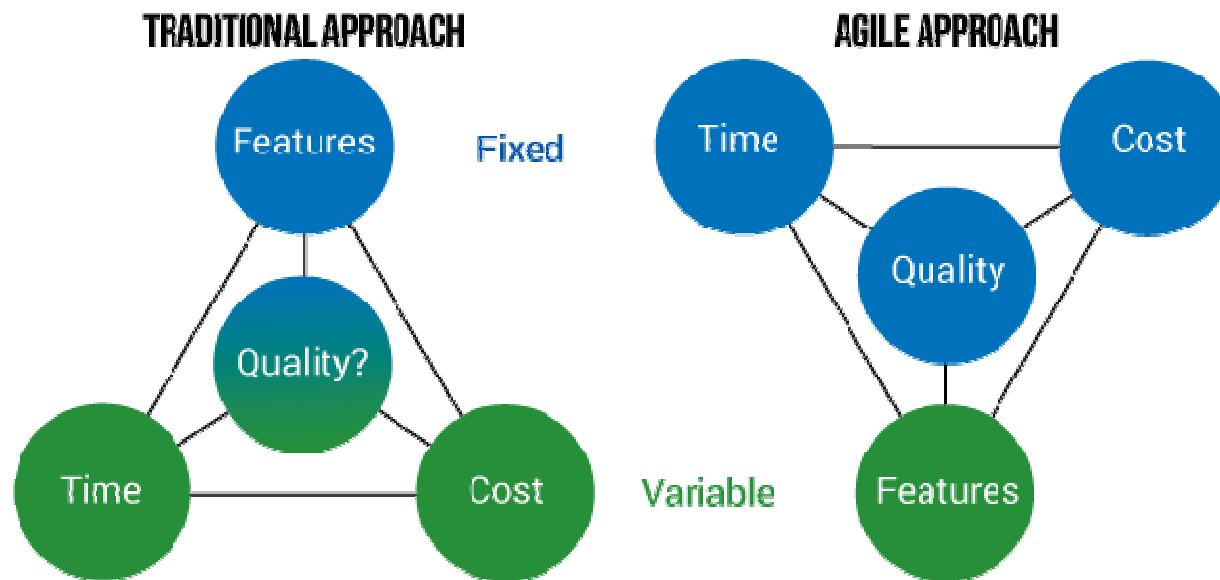 TRADITIONAL APPROACH
Features
Quality?
Time
Cost
Fixed
Variable
AGILE APPROACH
Time
Cost
Quality
Features